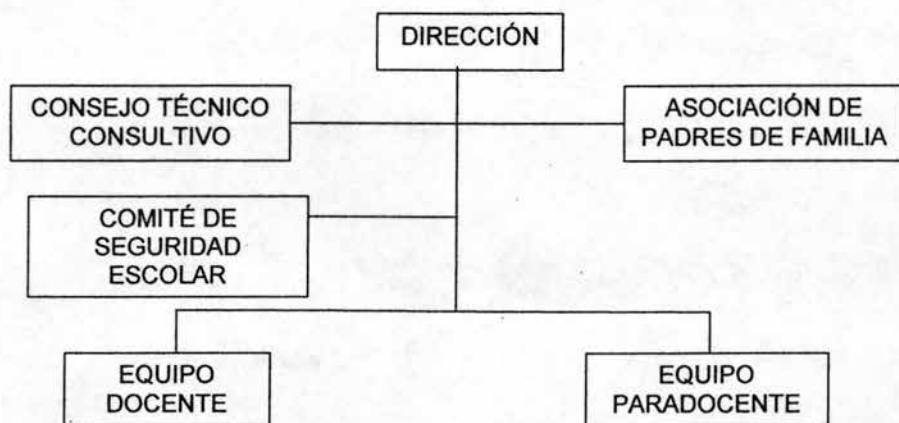 DIRECCIÓN
CONSEJO TÉCNICO
CONSULTIVO
ASOCIACIÓN DE
PADRES DE FAMILIA
COMITÉ DE
SEGURIDAD
ESCOLAR
EQUIPO
DOCENTE
EQUIPO
PARADOCENTE